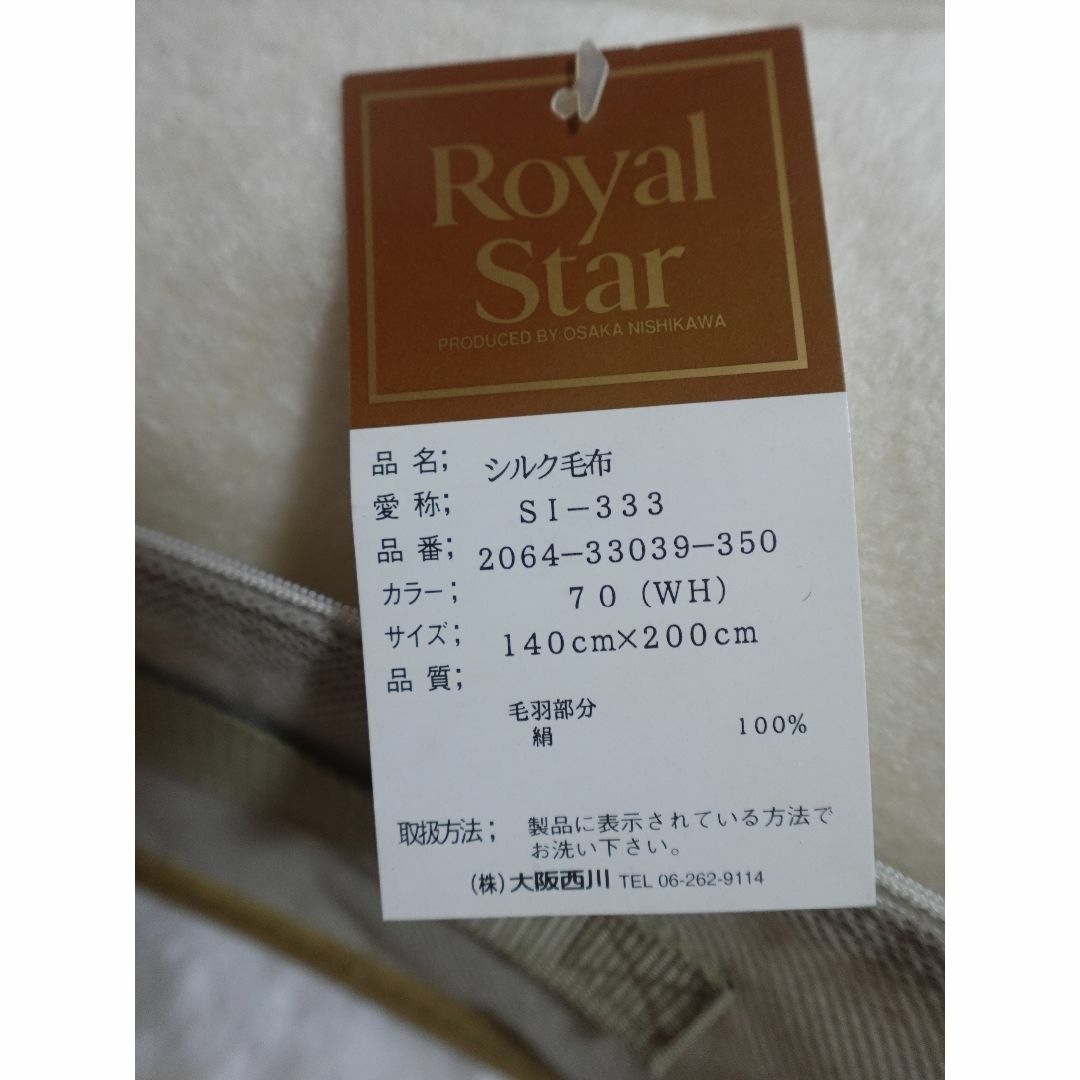 Royal
Star
PRODUCED BY OSAKA NISHIKAWA
品 名; シルク毛布
愛 称; SI-333
品 番; 2064-33039-350
カラー; 70(WH)
サイズ; 140cm×200cm
品 質;
毛羽部分
絹 100%
取扱方法; 製品に表示されている方法で
お洗い下さい。
(株)大阪西川 TEL 06-262-9114